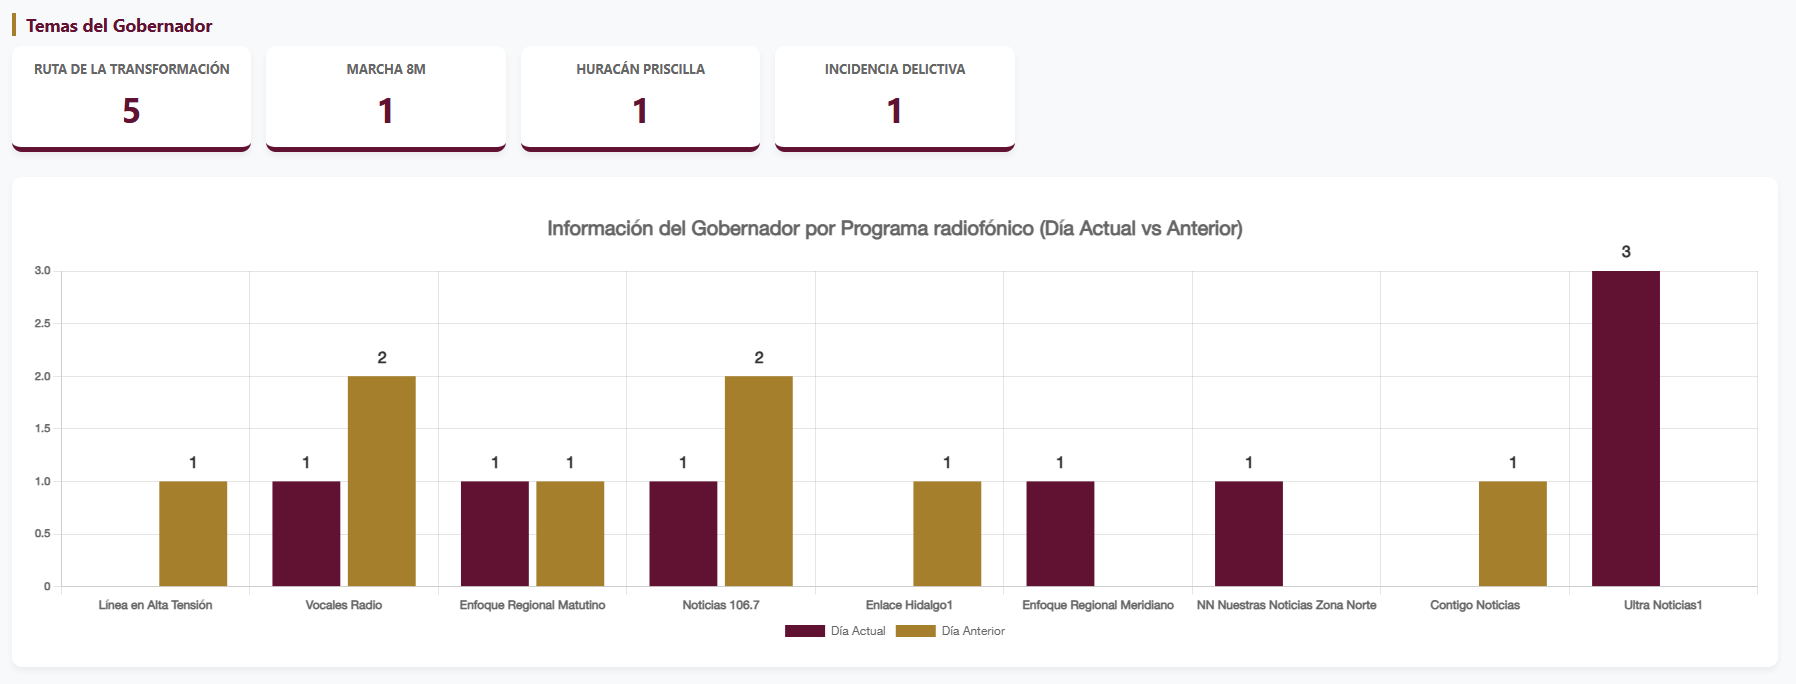 Temas del Gobernador
RUTA DE LA TRANSFORMACIÓN
5
MARCHA 8M
1
HURACÁN PRISCILLA
1
INCIDENCIA DELICTIVA
1
Información del Gobernador por Programa radiofónico (Día Actual vs Anterior)
3.0
2.5
2.0
1.5
1.0
0.5
0
1
1
2
1
1
1
2
1
1
1
1
3
Línea en Alta Tensión
Vocales Radio
Enfoque Regional Matutino
Noticias 106.7
Enlace Hidalgo1
Enfoque Regional Meridiano
NN Nuestras Noticias Zona Norte
Contigo Noticias
Ultra Noticias1
Día Actual
Día Anterior